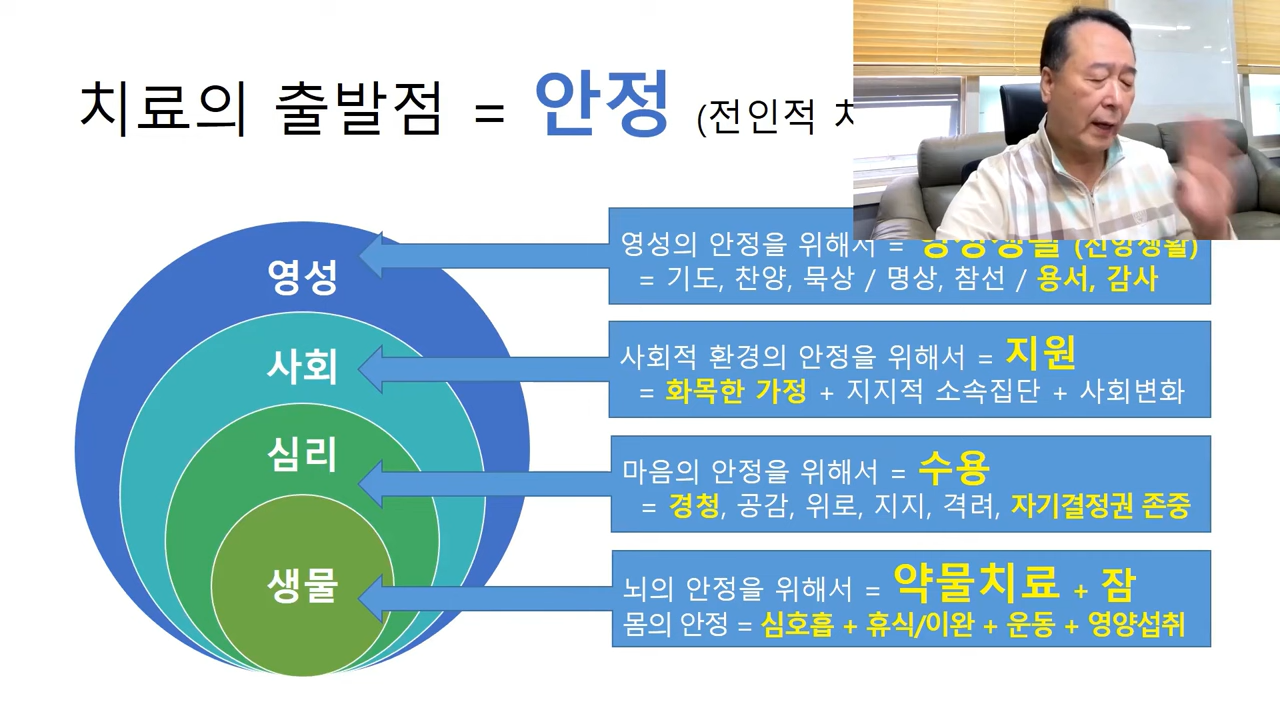 치료의 출발점 = 안정 (전인적
영성
사회
심리
생물
영성의 안정을 위해서 = (신앙생활)
= 기도, 찬양, 묵상 / 명상, 참선 / 용서, 감사
사회적 환경의 안정을 위해서 = 지원
= 화목한 가정 + 지지적 소속집단 + 사회변화
마음의 안정을 위해서 = 수용
= 경청, 공감, 위로, 지지, 격려, 자기결정권 존중
뇌의 안정을 위해서 = 약물치료 + 잠
몸의 안정 = 심호흡 + 휴식/이완 + 운동 + 영양섭취